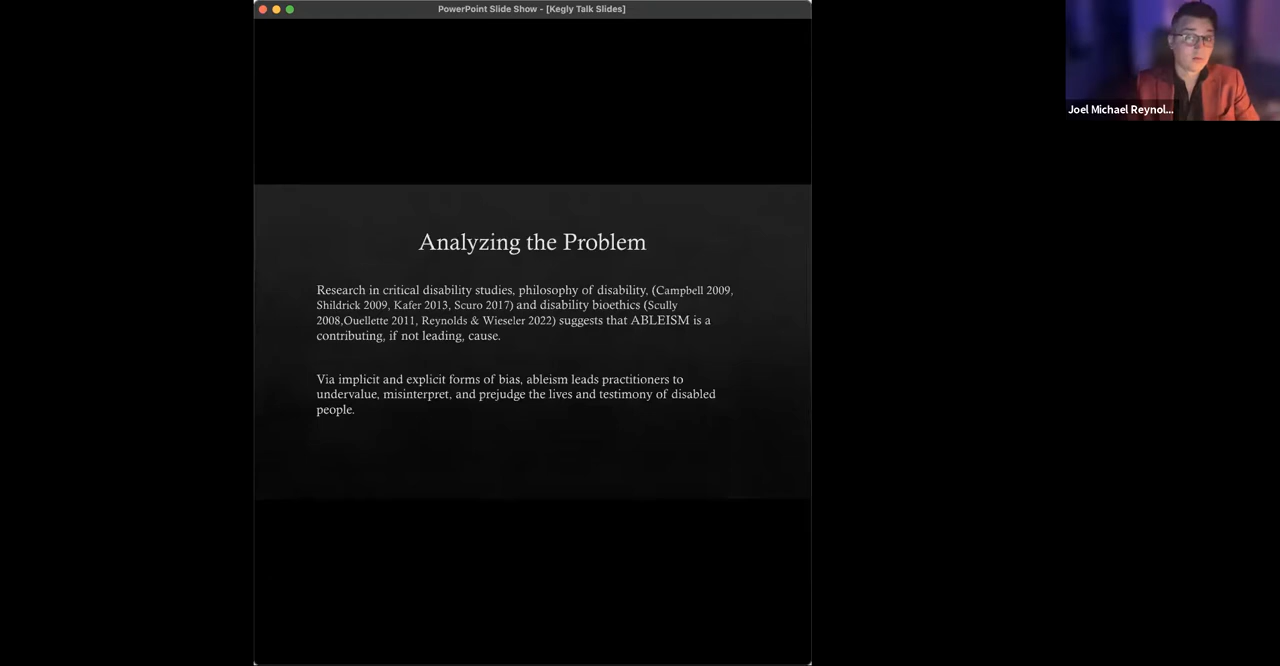 PowerPoint Slide Show - [Kegly Talk Slides]
Joel Michael Reynol...
Analyzing the Problem
Research in critical disability studies, philosophy of disability, (Campbell 2009,
Shildrick 2009, Kafer 2013, Scuro 2017) and disability bioethics (Scully
2008,Ouellette 2011, Reynolds & Wieseler 2022) suggests that ABLEISM is a
contributing, if not leading, cause.
Via implicit and explicit forms of bias, ableism leads practitioners to
undervalue, misinterpret, and prejudge the lives and testimony of disabled
people.